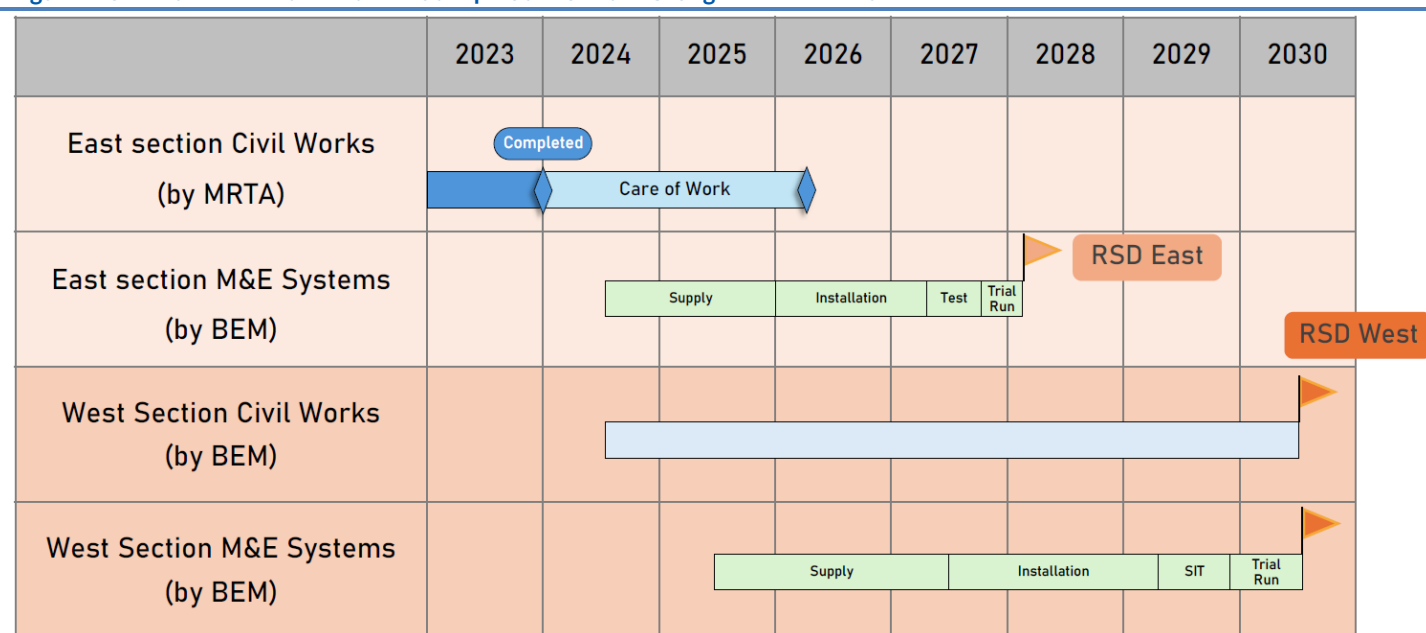 2023 2024 2025 2026 2027 2028 2029 2030
East section Civil Works
(by MRTA)
Completed
Care of Work
East section M&E Systems
(by BEM)
Supply
Installation
Test
Trial
Run
RSD East
RSD West
West Section Civil Works
(by BEM)
West Section M&E Systems
(by BEM)
Supply
Installation
SIT
Trial
Run